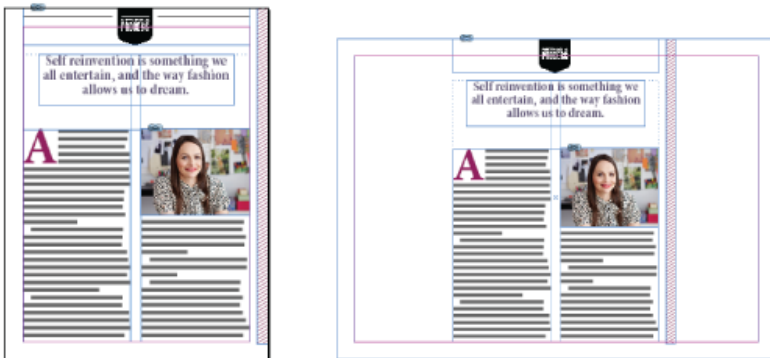 Self reinvention is something we
all entertain, and the way fashion
allows us to dream.
A
Self reinvention is something we
all entertain, and the way fashion
allows us to dream.
A